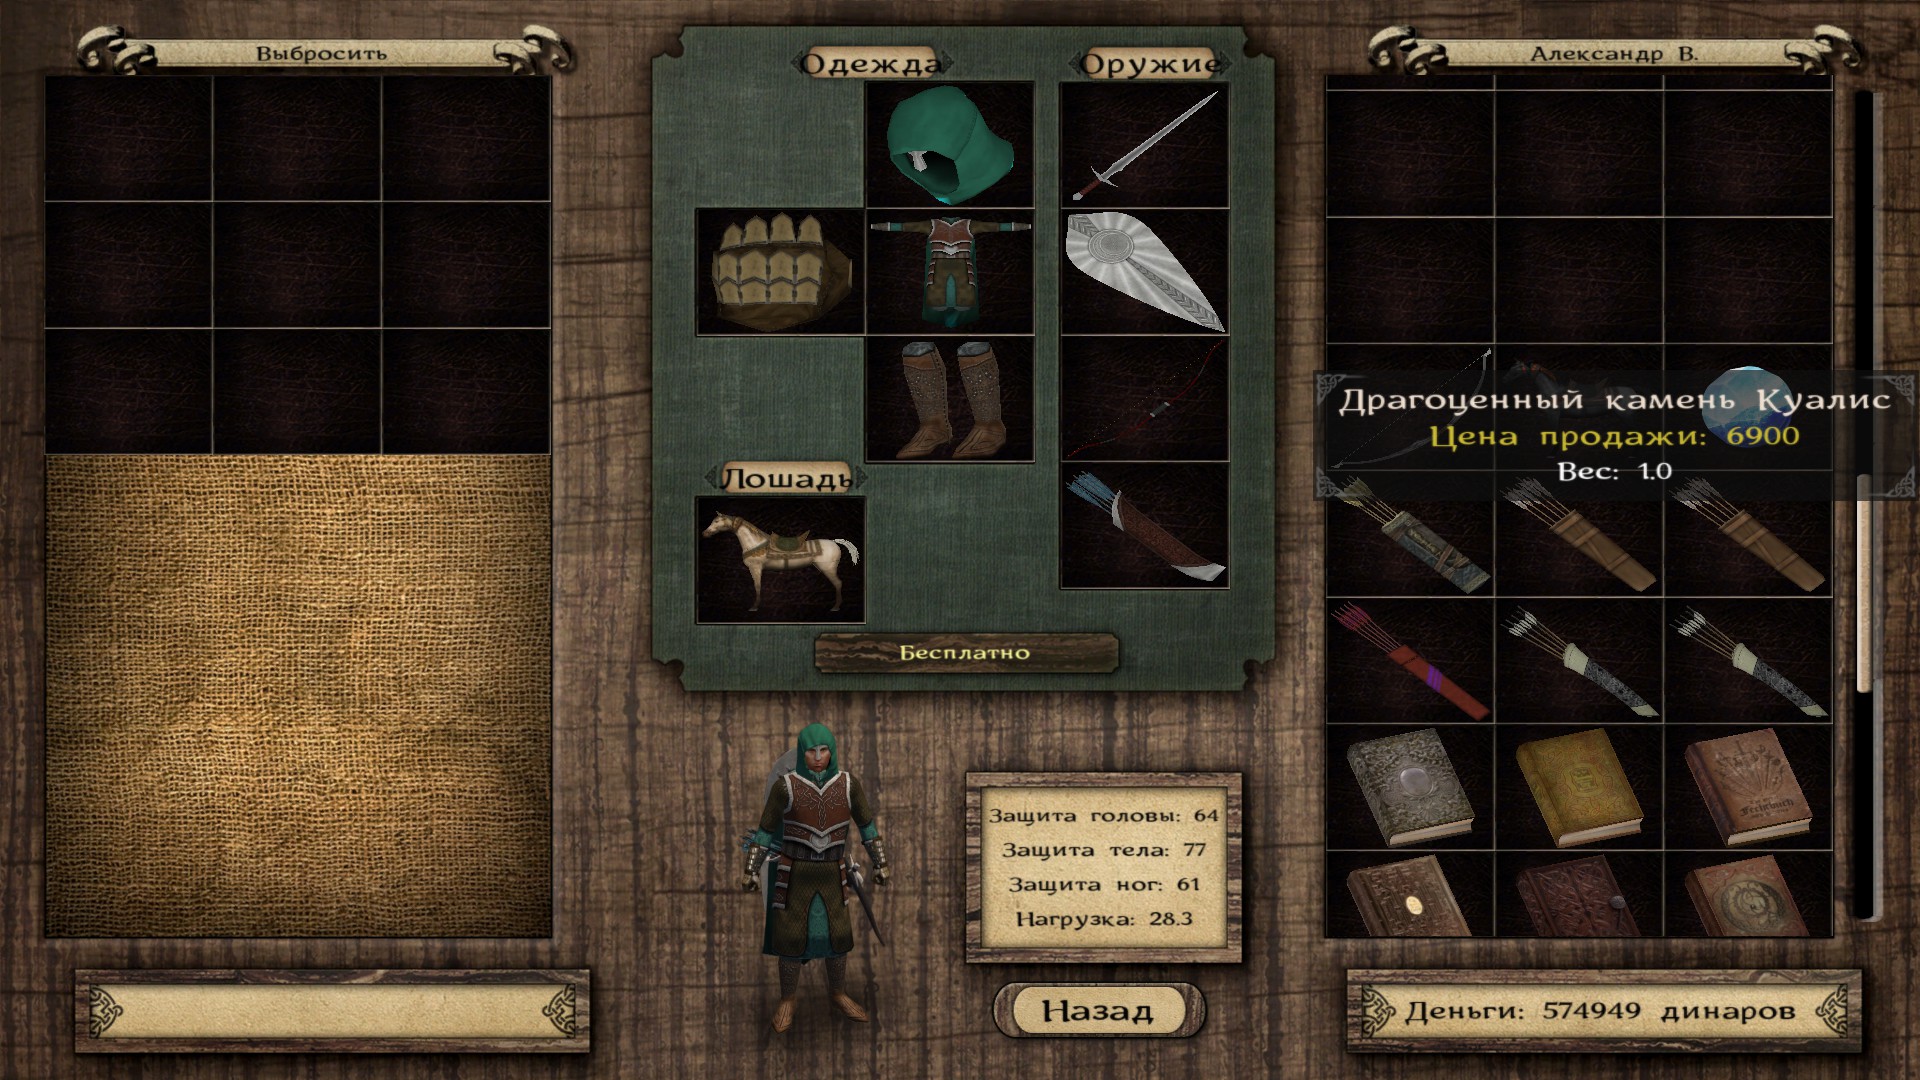 Выбросить
Одежда
Оружие
Александр В.
Драгоценный камень Куалис
Цена продажи: 6900
Вес: 1.0
Лошадь
Бесплатно
Защита головы: 64
Защита тела: 77
Защита ног: 61
Нагрузка: 28.3
Назад
Деньги: 574949 динаров